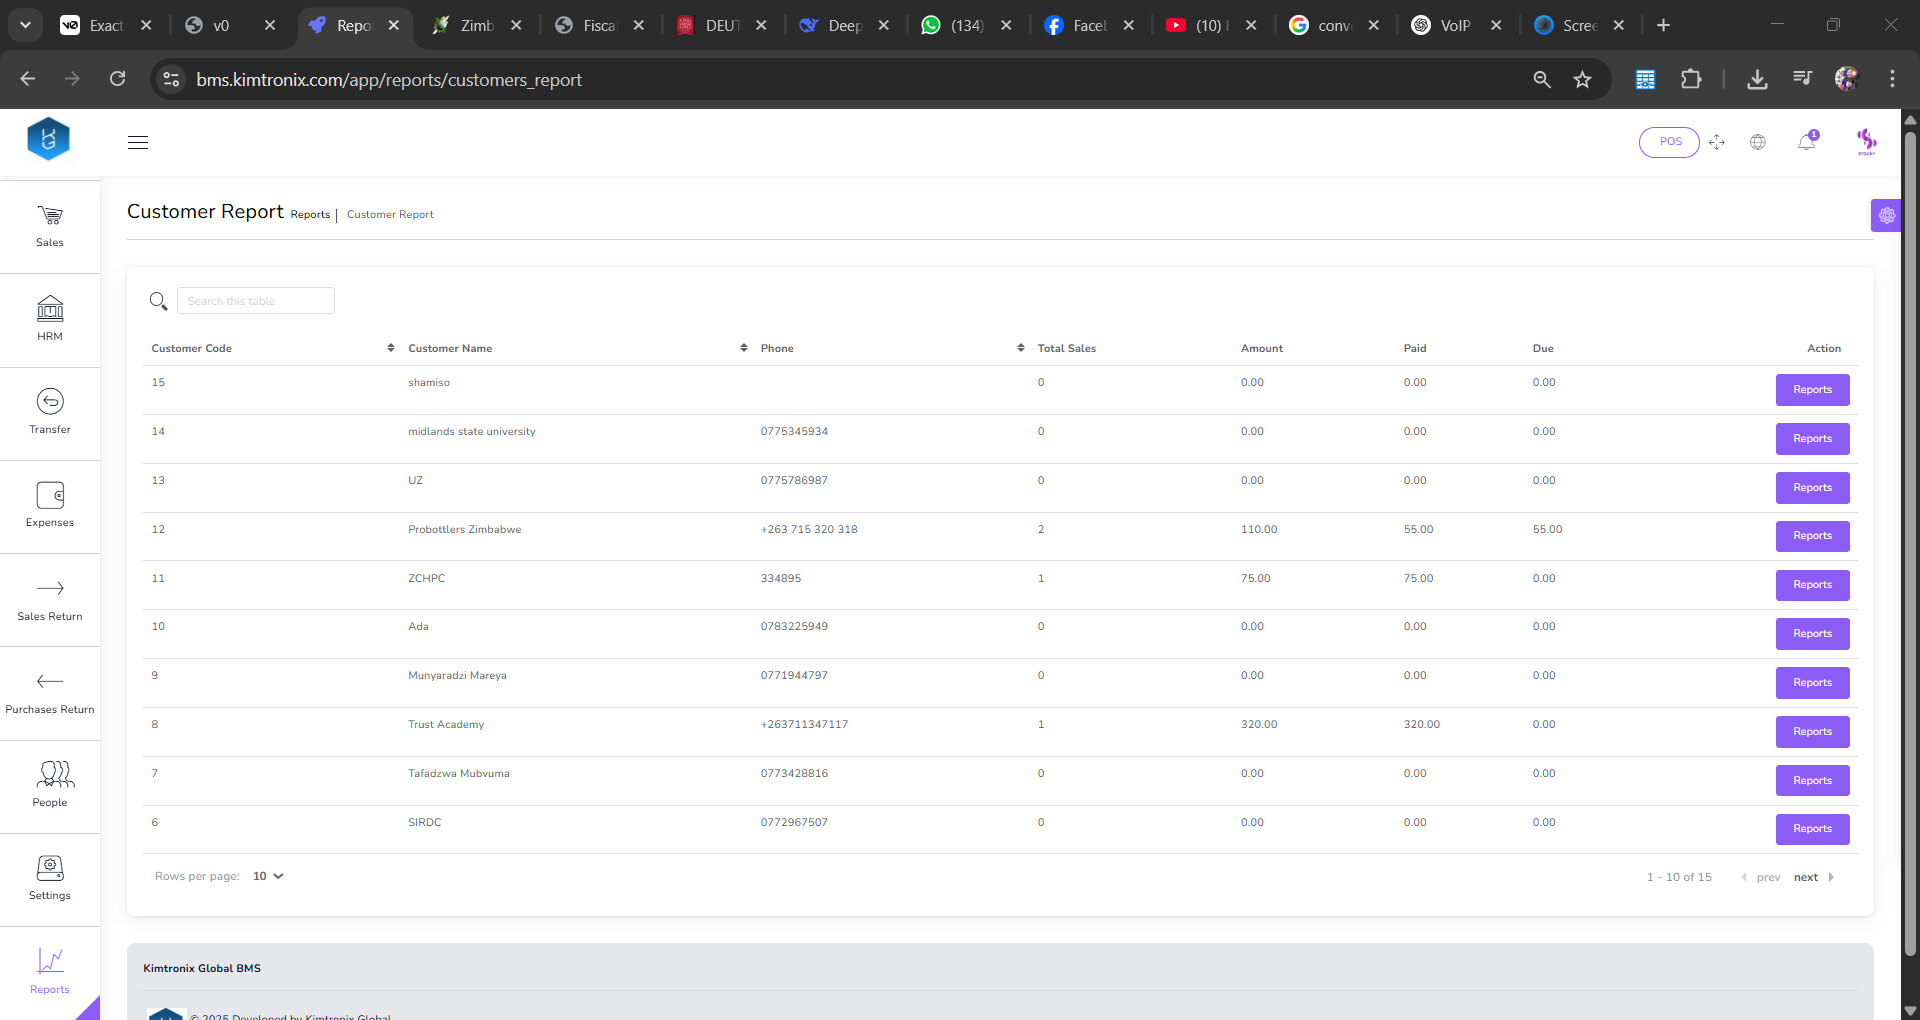 Exact
v0
Repo
Zimb
Fisca
DEUT
Deep
(134)
Faceb
(10)
conv
VoIP
Scree
bms.kimtronix.com/app/reports/customers_report
POS
1
Customer Report Reports | Customer Report
Sales
HRM
Transfer
Expenses
Sales Return
Purchases Return
People
Settings
Reports
Search this table
Customer Code Customer Name Phone Total Sales Amount Paid Due Action
15 shamiso 0 0.00 0.00 0.00 Reports
14 midlands state university 0775345934 0 0.00 0.00 0.00 Reports
13 UZ 0775786987 0 0.00 0.00 0.00 Reports
12 Probottlers Zimbabwe +263 715 320 318 2 110.00 55.00 55.00 Reports
11 ZCHPC 334895 1 75.00 75.00 0.00 Reports
10 Ada 0783225949 0 0.00 0.00 0.00 Reports
9 Munyaradzi Mareya 0771944797 0 0.00 0.00 0.00 Reports
8 Trust Academy +263711347117 1 320.00 320.00 0.00 Reports
7 Tafadzwa Mubvuma 0773428816 0 0.00 0.00 0.00 Reports
6 SIRDC 0772967507 0 0.00 0.00 0.00 Reports
Rows per page: 10
1 - 10 of 15 prev next
Kimtronix Global BMS
© 2025 Developed by Kimtronix Global